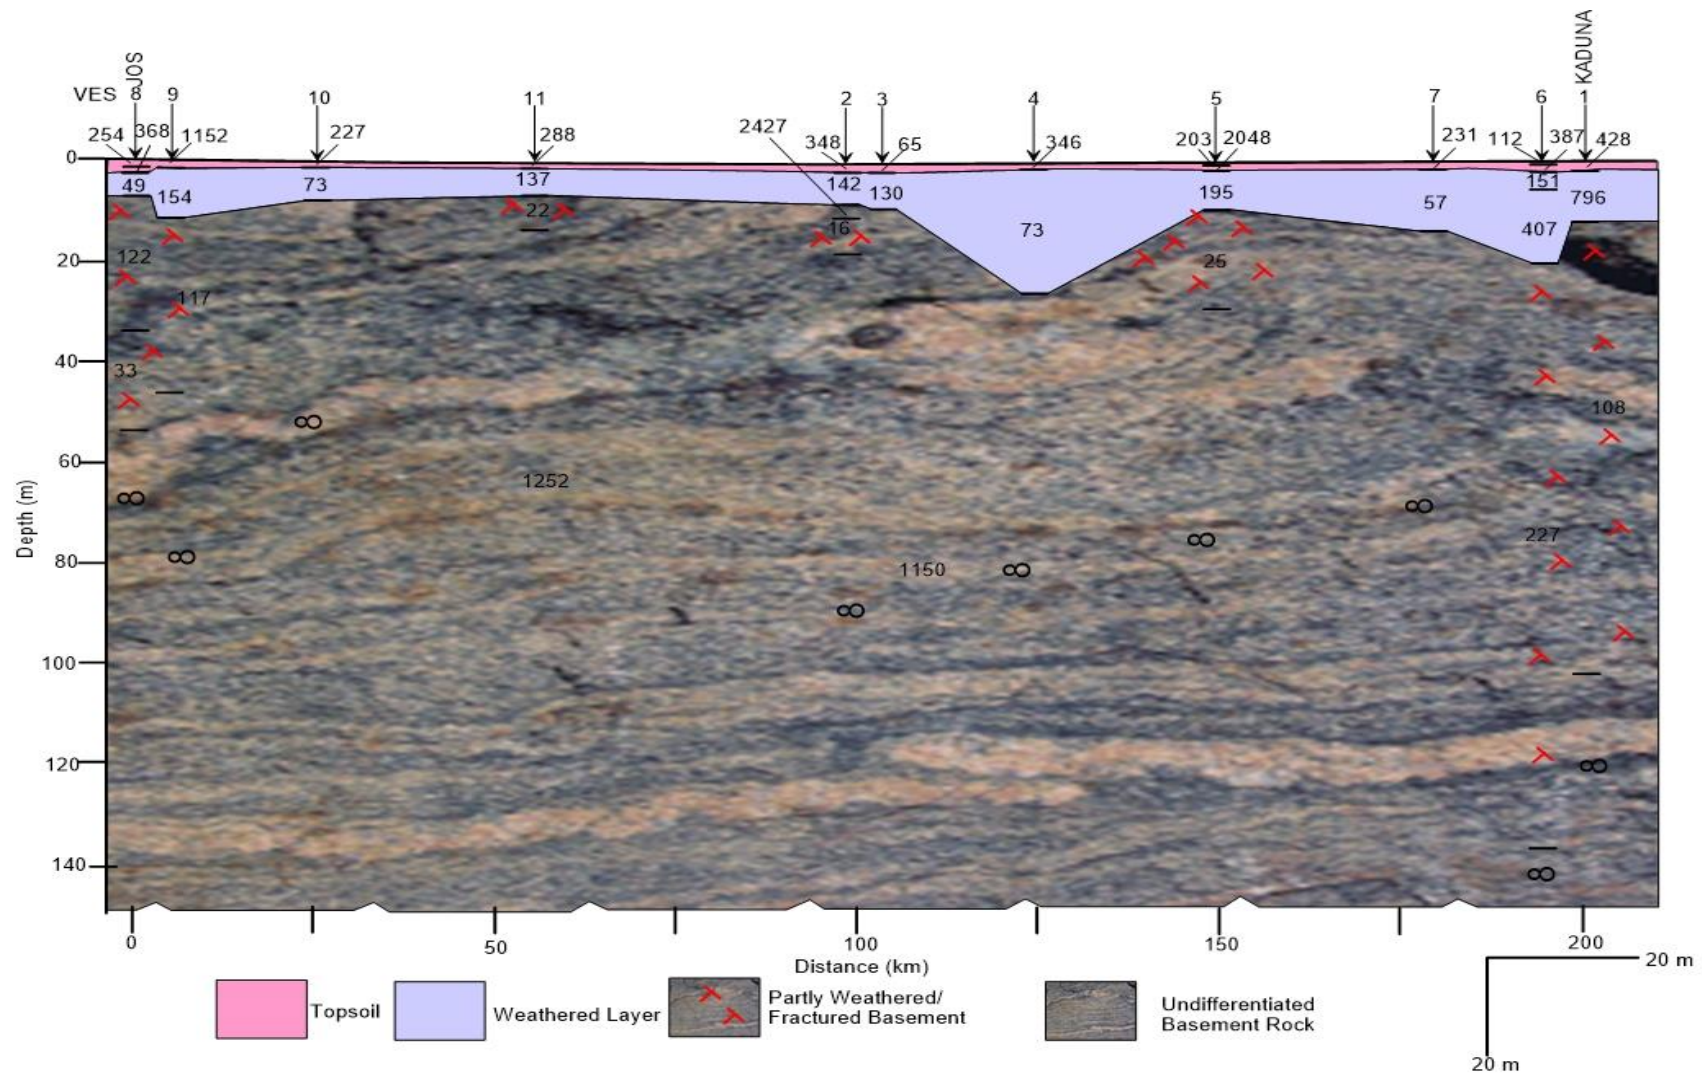 JOS
KADUNA
VES 8 9 10 11 2 3 4 5 7 6 1
254 368 1152 227 288 2427 348 65 346 203 2048 231 112 387 428
0
49 154 73 137 142 130 73 195 57 151 796
22 16 407
20
122 25
117
40
33
108
60
∞ ∞ ∞ ∞ ∞ ∞ ∞ ∞ ∞
1252
227
80
1150
100
120
140
Depth (m)
0 50 100 150 200
Distance (km)
Topsoil
Weathered Layer
Partly Weathered/
Fractured Basement
Undifferentiated
Basement Rock
20 m
20 m